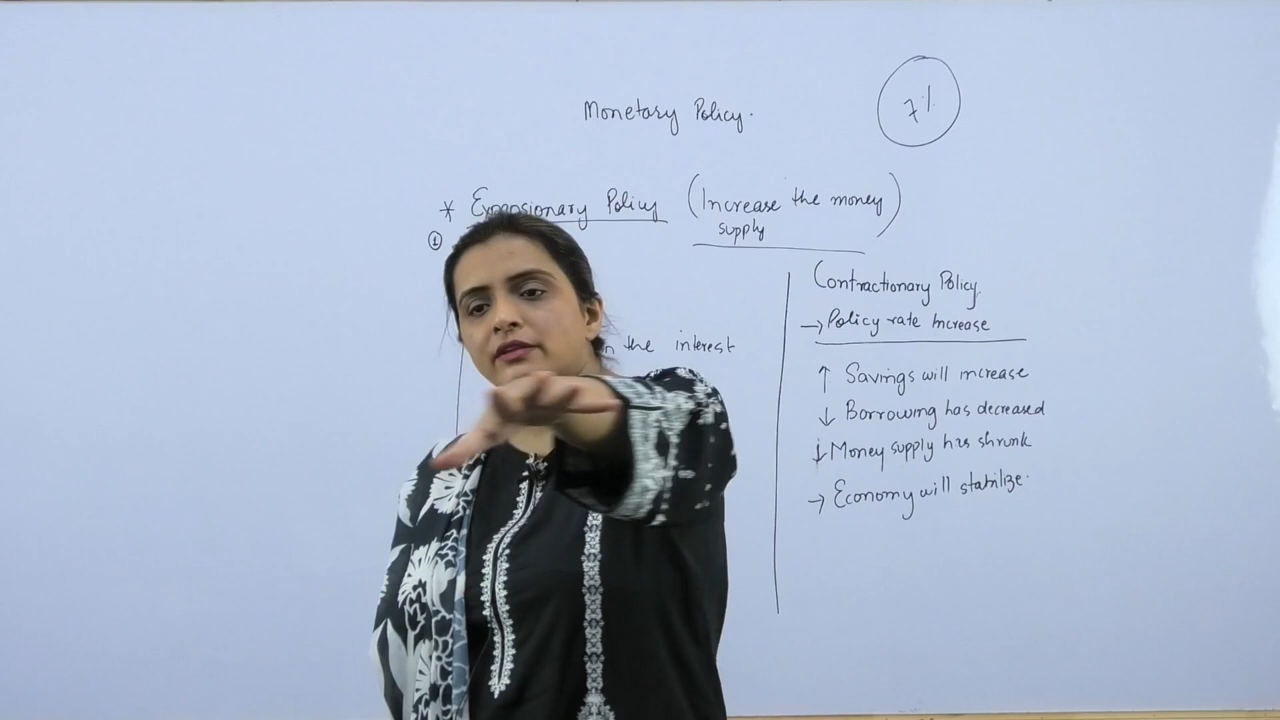 Monetary Policy.
7%
* Expansionary Policy (Increase the money
supply)
①
the interest
Contractionary Policy.
→ Policy rate Increase
↑ Savings will increase
↓ Borrowing has decreased
↓ Money supply has shrunk
→ Economy will stabilize.